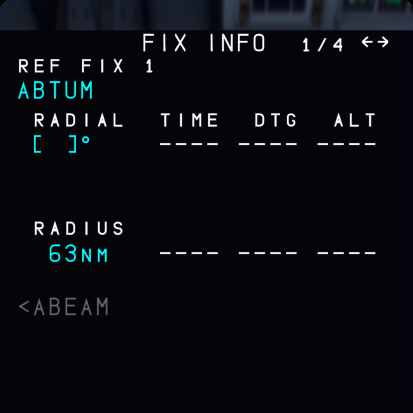 FIX INFO 1/4 ←→
REF FIX 1
ABTUM
RADIAL TIME DTG ALT
[ ]° ---- ---- ----
RADIUS
63NM ---- ---- ----
<ABEAM